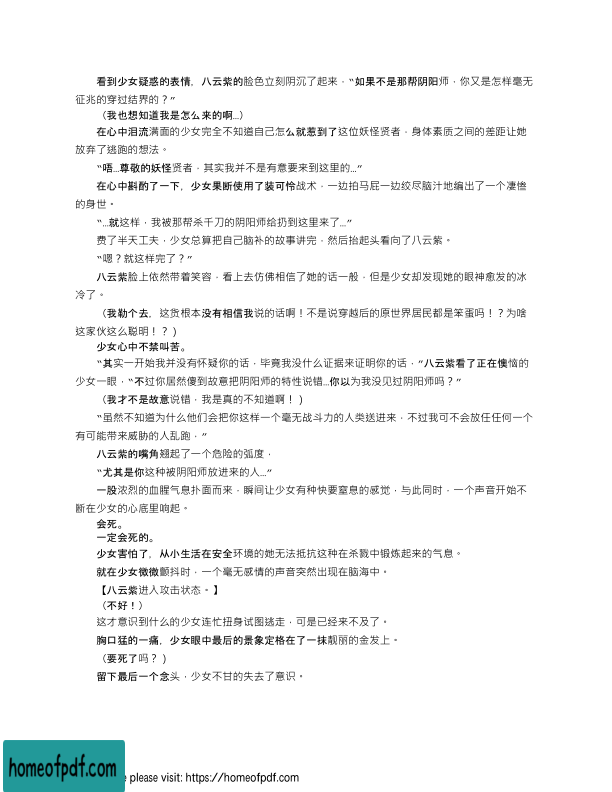 看到少女疑惑的表情，八云紫的脸色立刻阴沉了起来，“如果不是那帮阴阳师，你又是怎样毫无
征兆的穿过结界的？”
（我也想知道我是怎么来的啊…）
在心中泪流满面的少女完全不知道自己怎么就惹到了这位妖怪贤者，身体素质之间的差距让她
放弃了逃跑的想法。
“唔…尊敬的妖怪贤者，其实我并不是有意要来到这里的…”
在心中斟酌了一下，少女果断使用了装可怜战术，一边拍马屁一边绞尽脑汁地编出了一个凄惨
的身世。
“…就这样，我被那帮杀千刀的阴阳师给扔到这里来了…”
费了半天工夫，少女总算把自己脑补的故事讲完，然后抬起头看向了八云紫。
“嗯？就这样完了？”
八云紫脸上依然带着笑容，看上去仿佛相信了她的话一般，但是少女却发现她的眼神愈发的冰
冷了。
（我勒个去，这货根本没有相信我说的话啊！不是说穿越后的原世界居民都是笨蛋吗！？为啥
这家伙这么聪明！？）
少女心中不禁叫苦。
“其实一开始我并没有怀疑你的话，毕竟我没什么证据来证明你的话，”八云紫看了正在懊恼的
少女一眼，“不过你居然傻到故意把阴阳师的特性说错…你以为我没见过阴阳师吗？”
（我才不是故意说错，我是真的不知道啊！）
“虽然不知道为什么他们会把你这样一个毫无战斗力的人类送进来，不过我可不会放任任何一个
有可能带来威胁的人乱跑，”
八云紫的嘴角翘起了一个危险的弧度，
“尤其是你这种被阴阳师放进来的人…”
一股浓烈的血腥气息扑面而来，瞬间让少女有种快要窒息的感觉，与此同时，一个声音开始不
断在少女的心底里响起。
会死。
一定会死的。
少女害怕了，从小生活在安全环境的她无法抵抗这种在杀戮中锻炼起来的气息。
就在少女微微颤抖时，一个毫无感情的声音突然出现在脑海中。
【八云紫进入攻击状态。】
（不好！）
这才意识到什么的少女连忙扭身试图逃走，可是已经来不及了。
胸口猛的一痛，少女眼中最后的景象定格在了一抹靓丽的金发上。
（要死了吗？）
留下最后一个念头，少女不甘的失去了意识。
homeofpdf.com
e please visit: https://homeofpdf.com